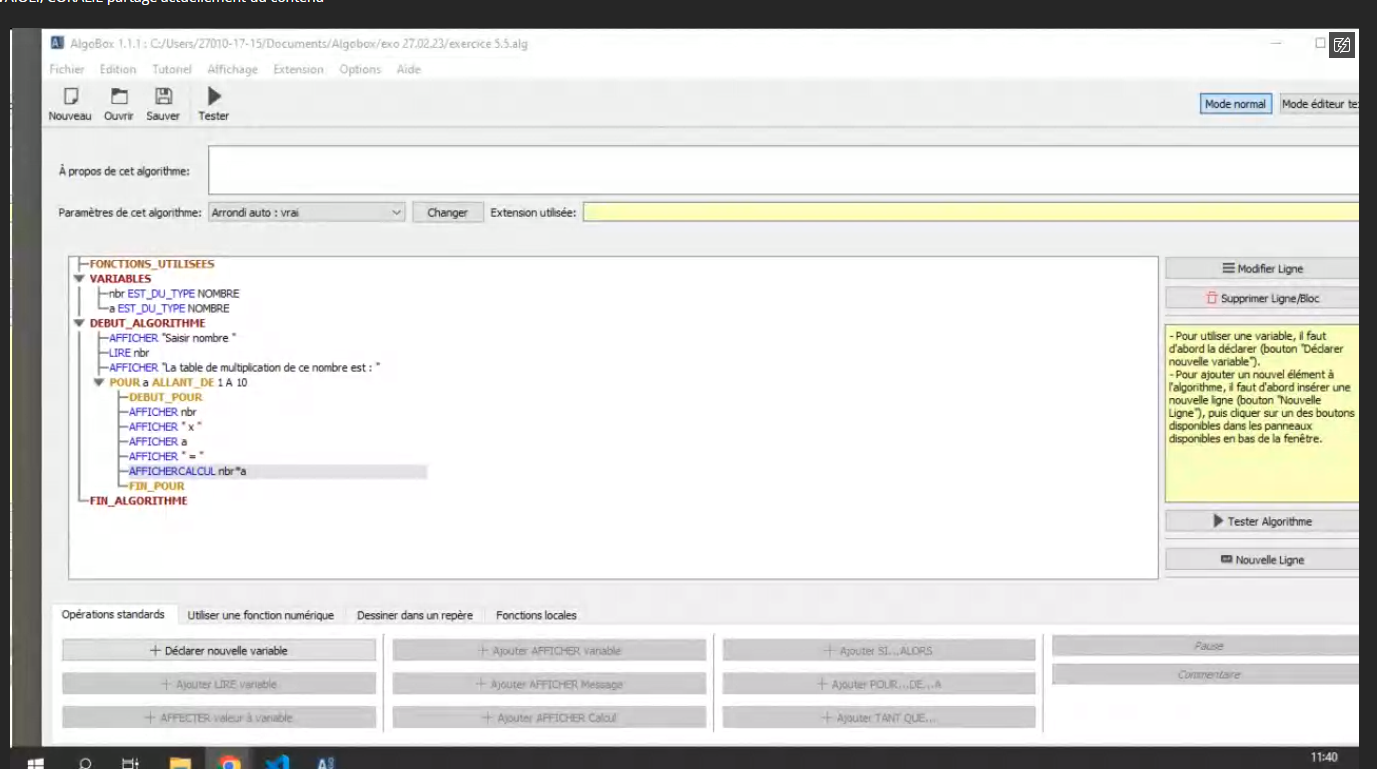 partage actuellement du contenu
AlgoBox 1.1.1 : C:/Users/27010-17-15/Documents/Algobox/exo 27.02.23/exercice 5.5.alg
Fichier Edition Tutoriel Affichage Extension Options Aide
Nouveau Ouvrir Sauver Tester
Mode normal Mode éditeur te
À propos de cet algorithme:
Paramètres de cet algorithme: Arrondi auto : vrai Changer Extension utilisée:
FONCTIONS_UTILISEES
VARIABLES
nbr EST_DU_TYPE NOMBRE
a EST_DU_TYPE NOMBRE
DEBUT_ALGORITHME
AFFICHER "Saisir nombre "
LIRE nbr
AFFICHER "La table de multiplication de ce nombre est : "
POUR a ALLANT_DE 1 A 10
DEBUT_POUR
AFFICHER nbr
AFFICHER " x "
AFFICHER a
AFFICHER " = "
AFFICHERCALCUL nbr*a
FIN_POUR
FIN_ALGORITHME
Modifier Ligne
Supprimer Ligne/Bloc
- Pour utiliser une variable, il faut
d'abord la déclarer (bouton "Déclarer
nouvelle variable").
- Pour ajouter un nouvel élément à
l'algorithme, il faut d'abord insérer une
nouvelle ligne (bouton "Nouvelle
Ligne"), puis cliquer sur un des boutons
disponibles dans les panneaux
disponibles en bas de la fenêtre.
Tester Algorithme
Nouvelle Ligne
Opérations standards Utiliser une fonction numérique Dessiner dans un repère Fonctions locales
+ Déclarer nouvelle variable + Ajouter AFFICHER variable + Ajouter SI...ALORS Pause
+ Ajouter LIRE variable + Ajouter AFFICHER Message + Ajouter POUR...DE...A Commentaire
+ AFFECTER valeur à variable + Ajouter AFFICHER Calcul + Ajouter TANT QUE...
11:40